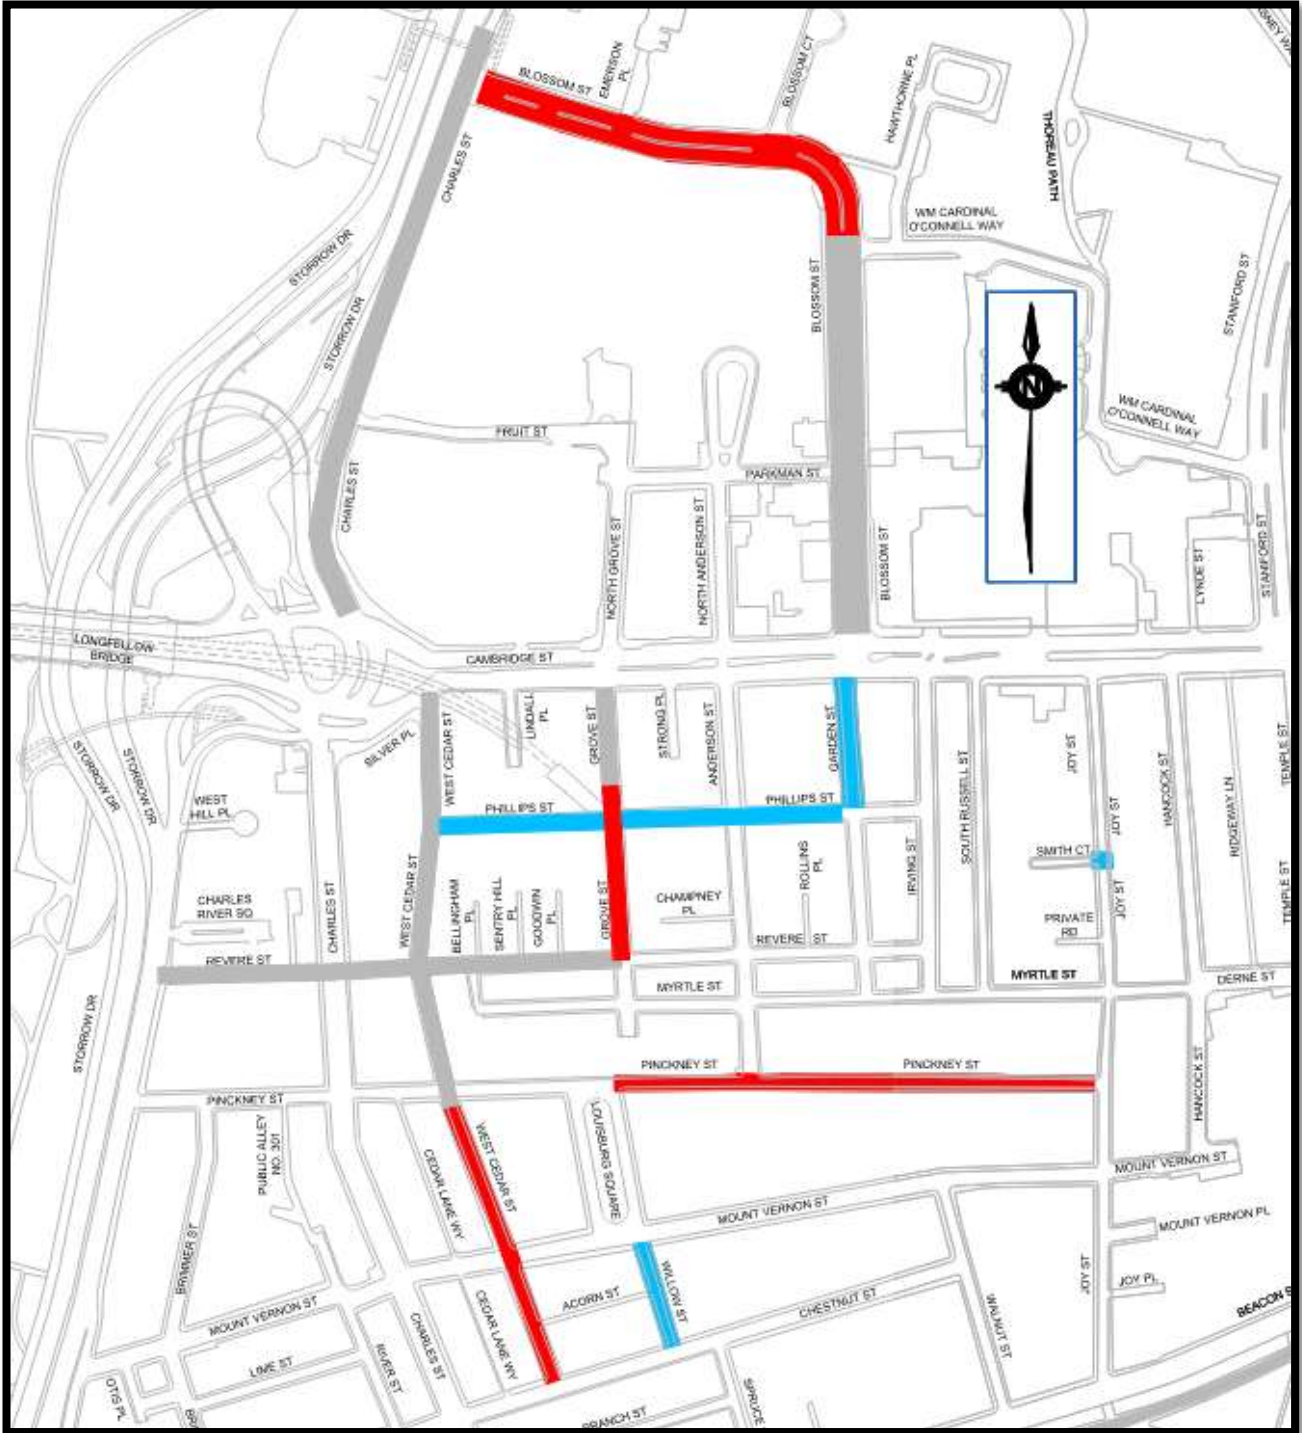 BLOSSOM ST
EMERSON
PL
BLOSSOM CT
HAWTHORNE PL
THOREAU PATH
CHARLES ST
WM CARDINAL
O'CONNELL WAY
STORROW DR
BLOSSOM ST
STANIFORD ST
STORROW DR
N
WM CARDINAL
O'CONNELL WAY
FRUIT ST
PARKMAN ST
CHARLES ST
NORTH GROVE ST
NORTH ANDERSON ST
BLOSSOM ST
LYNDE ST
STANIFORD ST
LONGFELLOW
BRIDGE
CAMBRIDGE ST
LINDALL
PL
GROVE ST
STRONG PL
ANDERSON ST
GARDEN ST
SILVER PL
WEST CEDAR ST
STORROW DR
STORROW DR
JOY ST
HANCOCK ST
TEMPLE ST
WEST
HILL PL
PHILLIPS ST
PHILLIPS ST
SOUTH RUSSELL ST
JOY ST
RIDGEWAY LN
SMITH CT
ROLLINS
PL
IRVING ST
CHARLES
RIVER SQ
CHARLES ST
WEST CEDAR ST
BELLINGHAM
PL
SENTRY HILL
PL
GOODWIN
PL
GROVE ST
CHAMPNEY
PL
JOY ST
TEMPLE ST
PRIVATE
RD
REVERE ST
REVERE ST
MYRTLE ST
MYRTLE ST
DERNE ST
STORROW DR
PINCKNEY ST
PINCKNEY ST
HANCOCK ST
PINCKNEY ST
PUBLIC ALLEY
NO. 301
CEDAR LANE WY
WEST CEDAR ST
LOUISBURG SQUARE
MOUNT VERNON ST
MOUNT VERNON ST
MOUNT VERNON PL
BRIMMER ST
JOY ST
JOY PL
WILLOW ST
ACORN ST
CHESTNUT ST
WALNUT ST
BEACON S
MOUNT VERNON ST
CHARLES ST
CEDAR LANE WY
LIME ST
RIVER ST
OTIS PL
BRI
BRANCH ST
SPRUCE